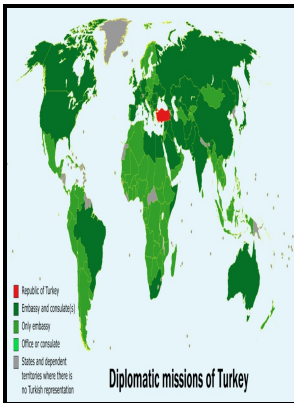 Republic of Turkey
Embassy and consulate(s)
Only embassy
Office or consulate
States and dependent
territories where there is
no Turkish representation
Diplomatic missions of Turkey